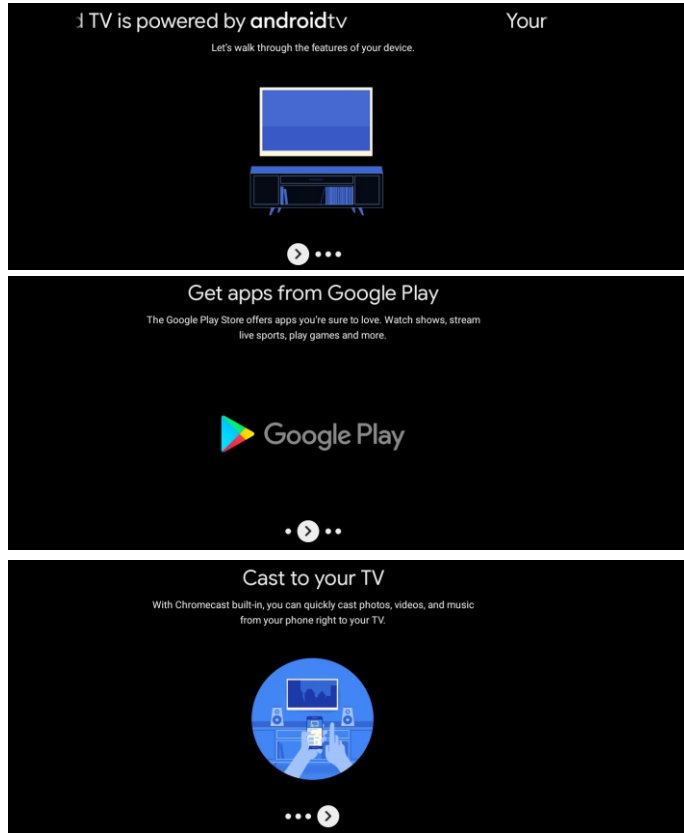 d TV is powered by androidtv Your
Let's walk through the features of your device.
Get apps from Google Play
The Google Play Store offers apps you're sure to love. Watch shows, stream
live sports, play games and more.
Google Play
Cast to your TV
With Chromecast built-in, you can quickly cast photos, videos, and music
from your phone right to your TV.